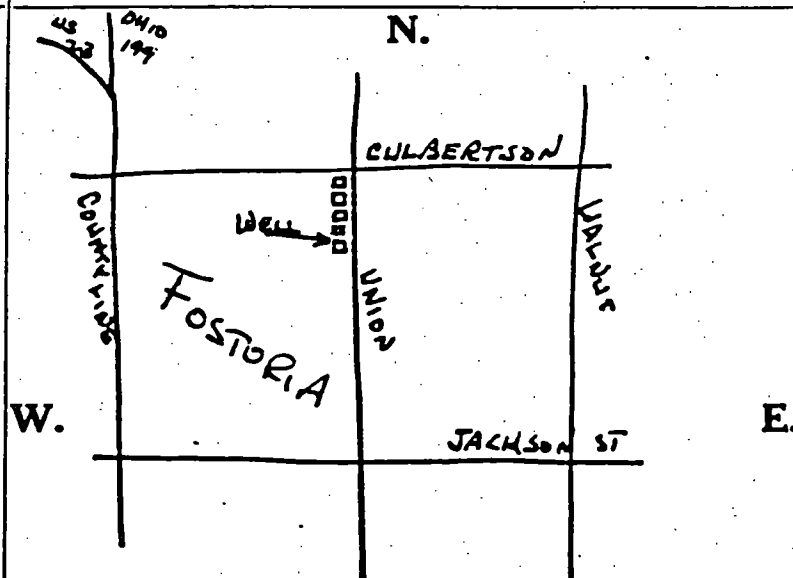 N.
US
23
OHIO
199
CULBERTSON
COUNTYLINE
WELL
UNION
WALNUT
FOSTORIA
W.
E.
JACKSON ST